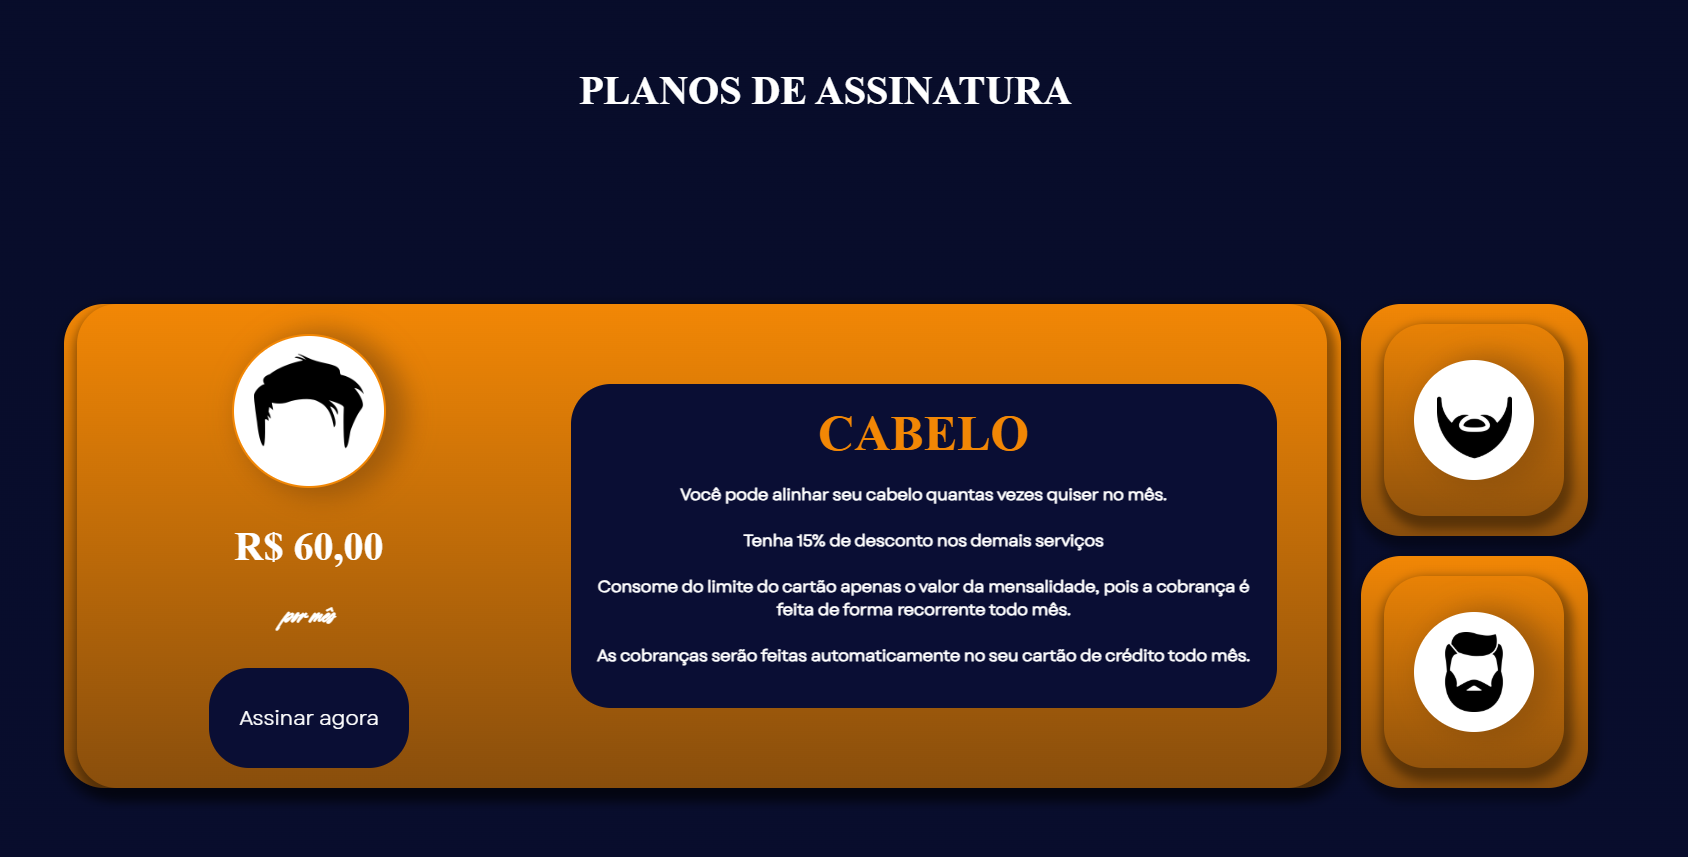 PLANOS DE ASSINATURA
R$ 60,00
por mês
Assinar agora
CABELO
Você pode alinhar seu cabelo quantas vezes quiser no mês.
Tenha 15% de desconto nos demais serviços
Consome do limite do cartão apenas o valor da mensalidade, pois a cobrança é
feita de forma recorrente todo mês.
As cobranças serão feitas automaticamente no seu cartão de crédito todo mês.